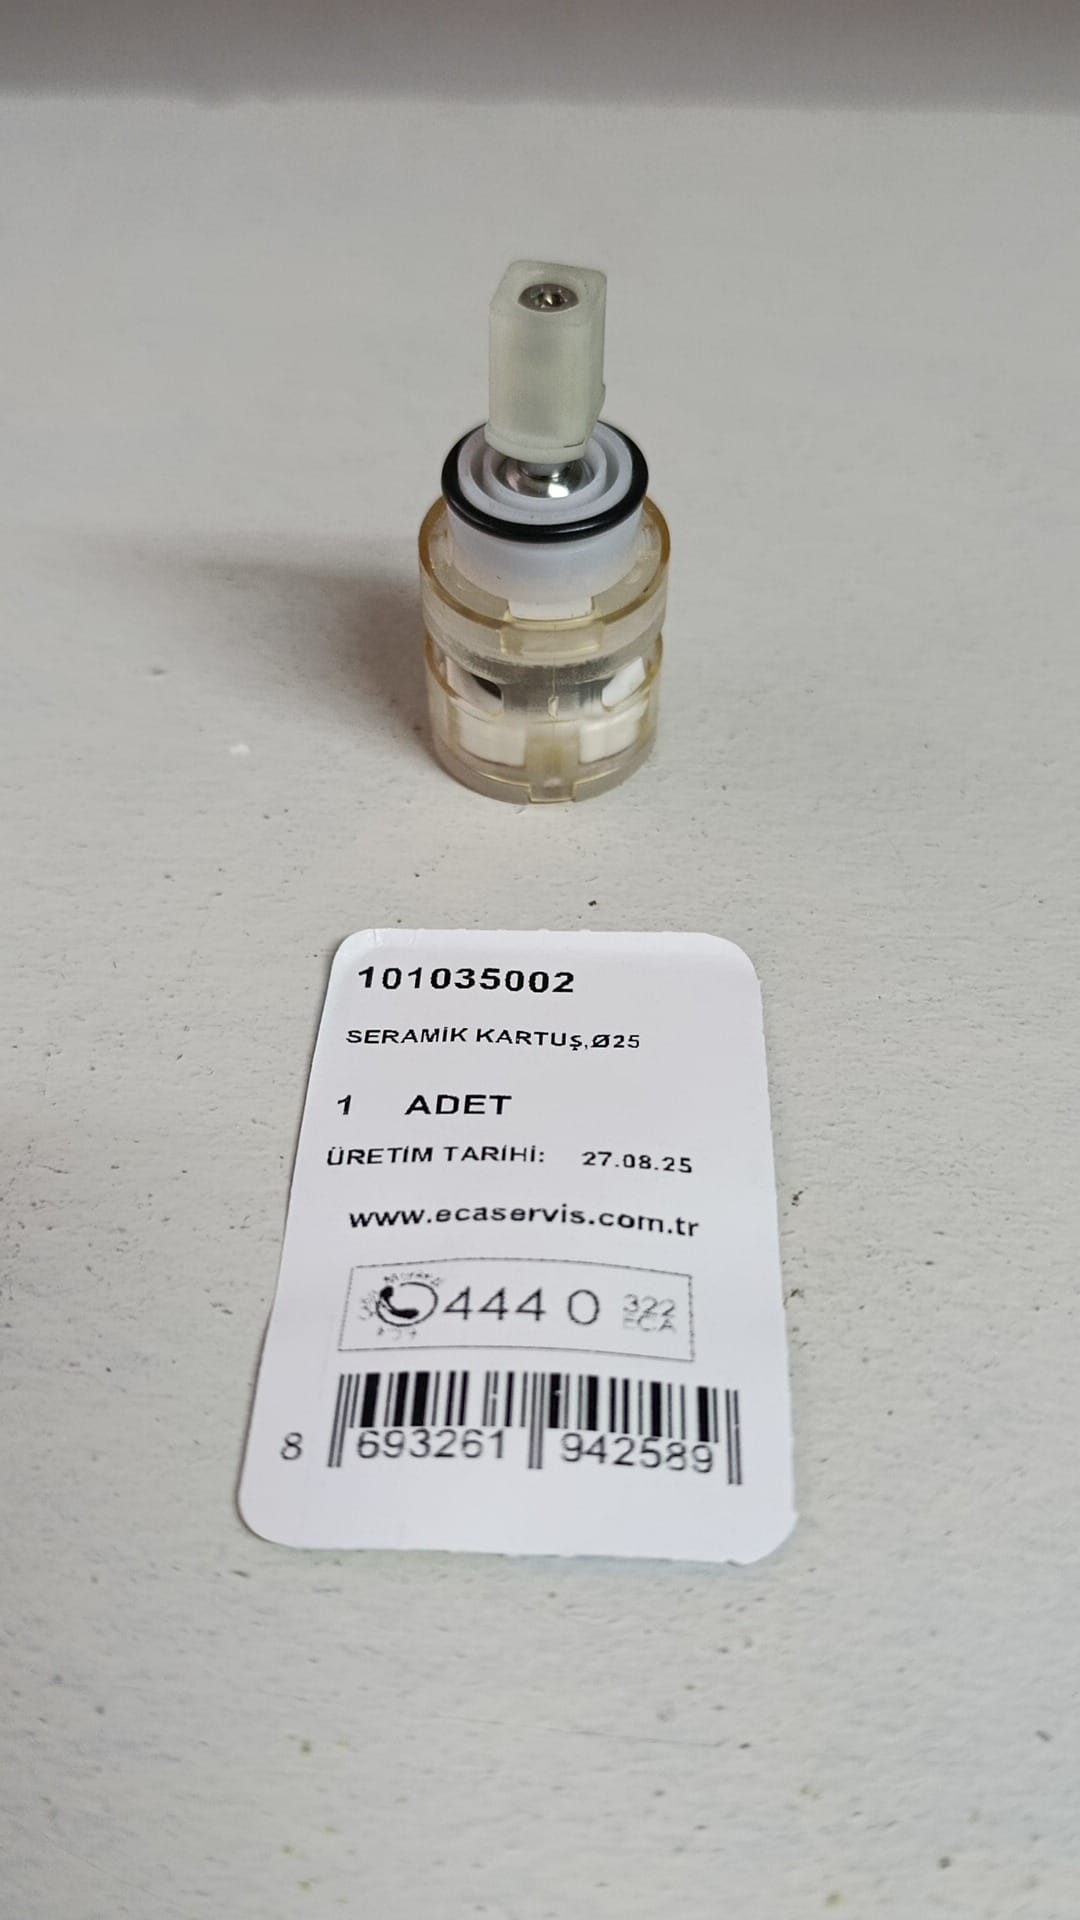 101035002
SERAMİK KARTUŞ,Ø25
1 ADET
ÜRETİM TARİHİ: 27.08.25
www.ecaservis.com.tr
444 0 322
ECA
8 693261 942589